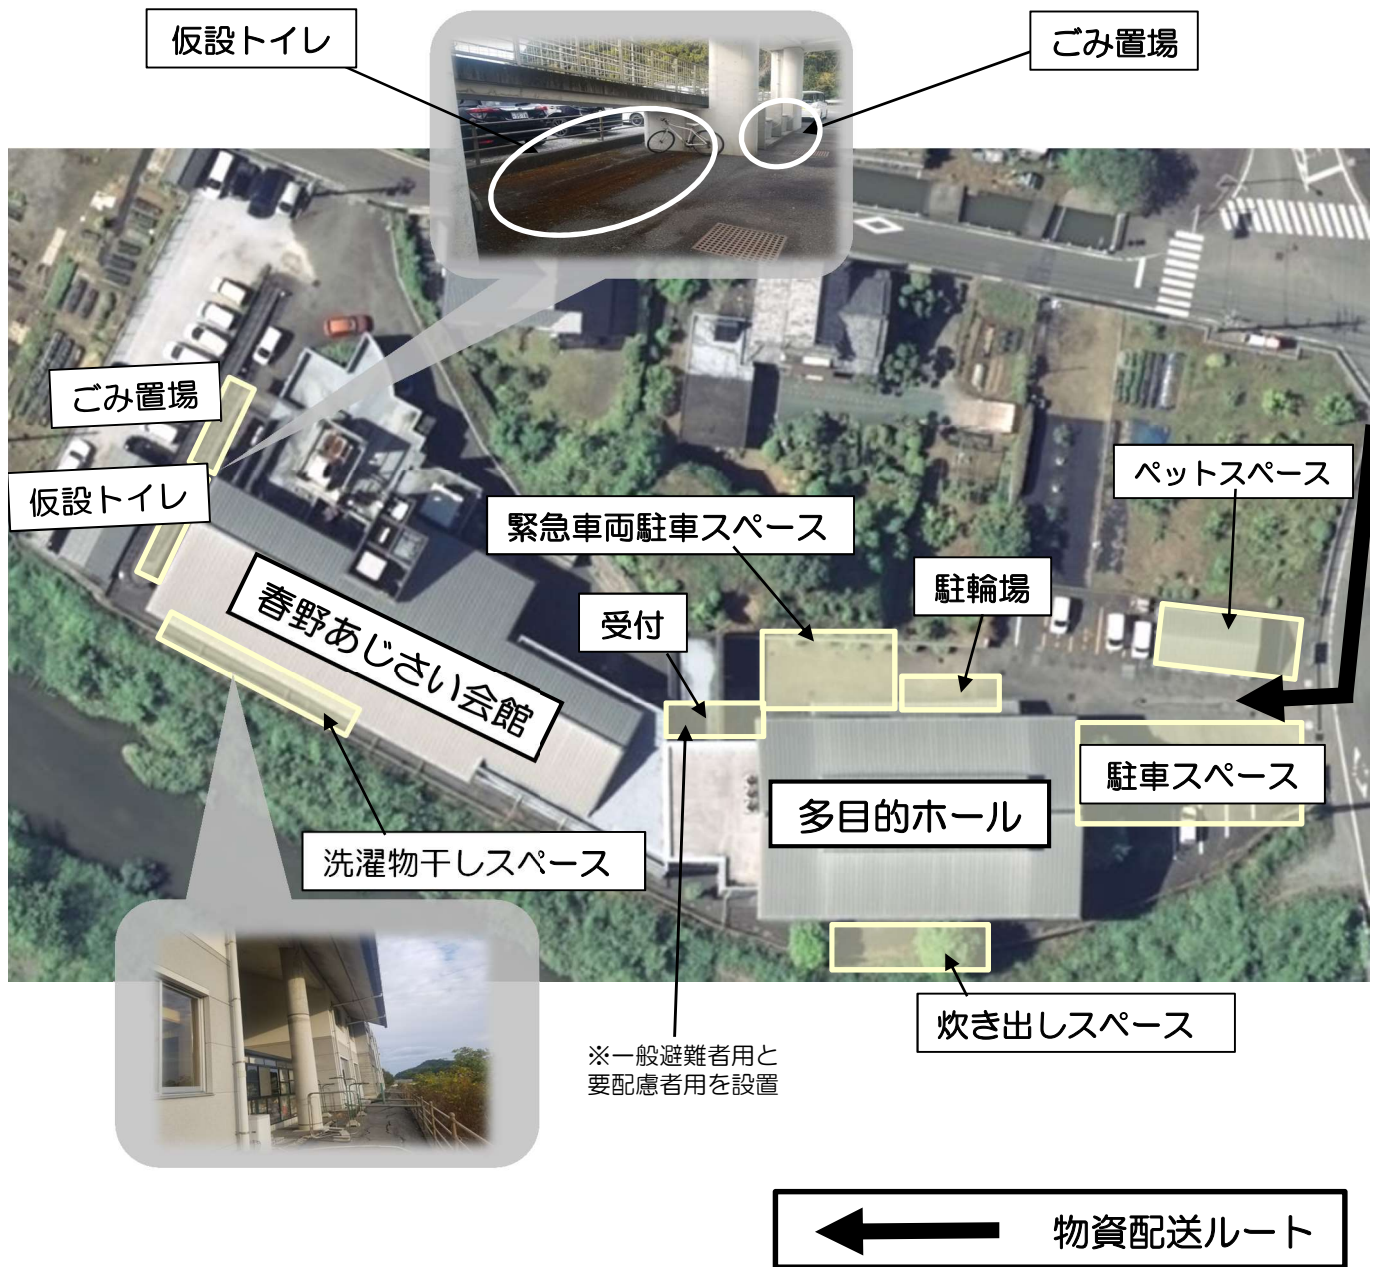 仮設トイレ
ごみ置場
ごみ置場
仮設トイレ
ペットスペース
緊急車両駐車スペース
駐輪場
受付
春野あじさい会館
駐車スペース
多目的ホール
洗濯物干しスペース
炊き出しスペース
※一般避難者用と
要配慮者用を設置
物資配送ルート